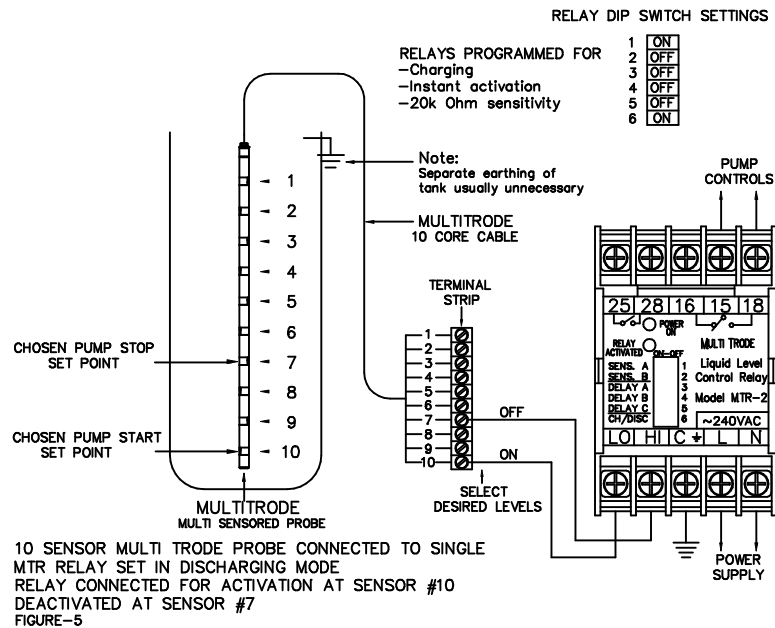 RELAY DIP SWITCH SETTINGS
1 ON
2 OFF
3 OFF
4 OFF
5 OFF
6 ON
RELAYS PROGRAMMED FOR
-Charging
-Instant activation
-20k Ohm sensitivity
Note:
Separate earthing of
tank usually unnecessary
MULTITRODE
10 CORE CABLE
PUMP
CONTROLS
1
2
3
4
5
6
7
8
9
10
CHOSEN PUMP STOP
SET POINT
CHOSEN PUMP START
SET POINT
MULTITRODE
MULTI SENSORED PROBE
TERMINAL
STRIP
1
2
3
4
5
6
7
8
9
10
OFF
ON
SELECT
DESIRED LEVELS
25 28 16 15 18
POWER
ON
RELAY
ACTIVATED
MULTI TRODE
ON-OFF
Liquid Level
Control Relay
Model MTR-2
SENS. A 1
SENS. B 2
DELAY A 3
DELAY B 4
DELAY C 5
CH/DISC 6
~240VAC
LO HI C L N
POWER
SUPPLY
10 SENSOR MULTI TRODE PROBE CONNECTED TO SINGLE
MTR RELAY SET IN DISCHARGING MODE
RELAY CONNECTED FOR ACTIVATION AT SENSOR #10
DEACTIVATED AT SENSOR #7
FIGURE-5